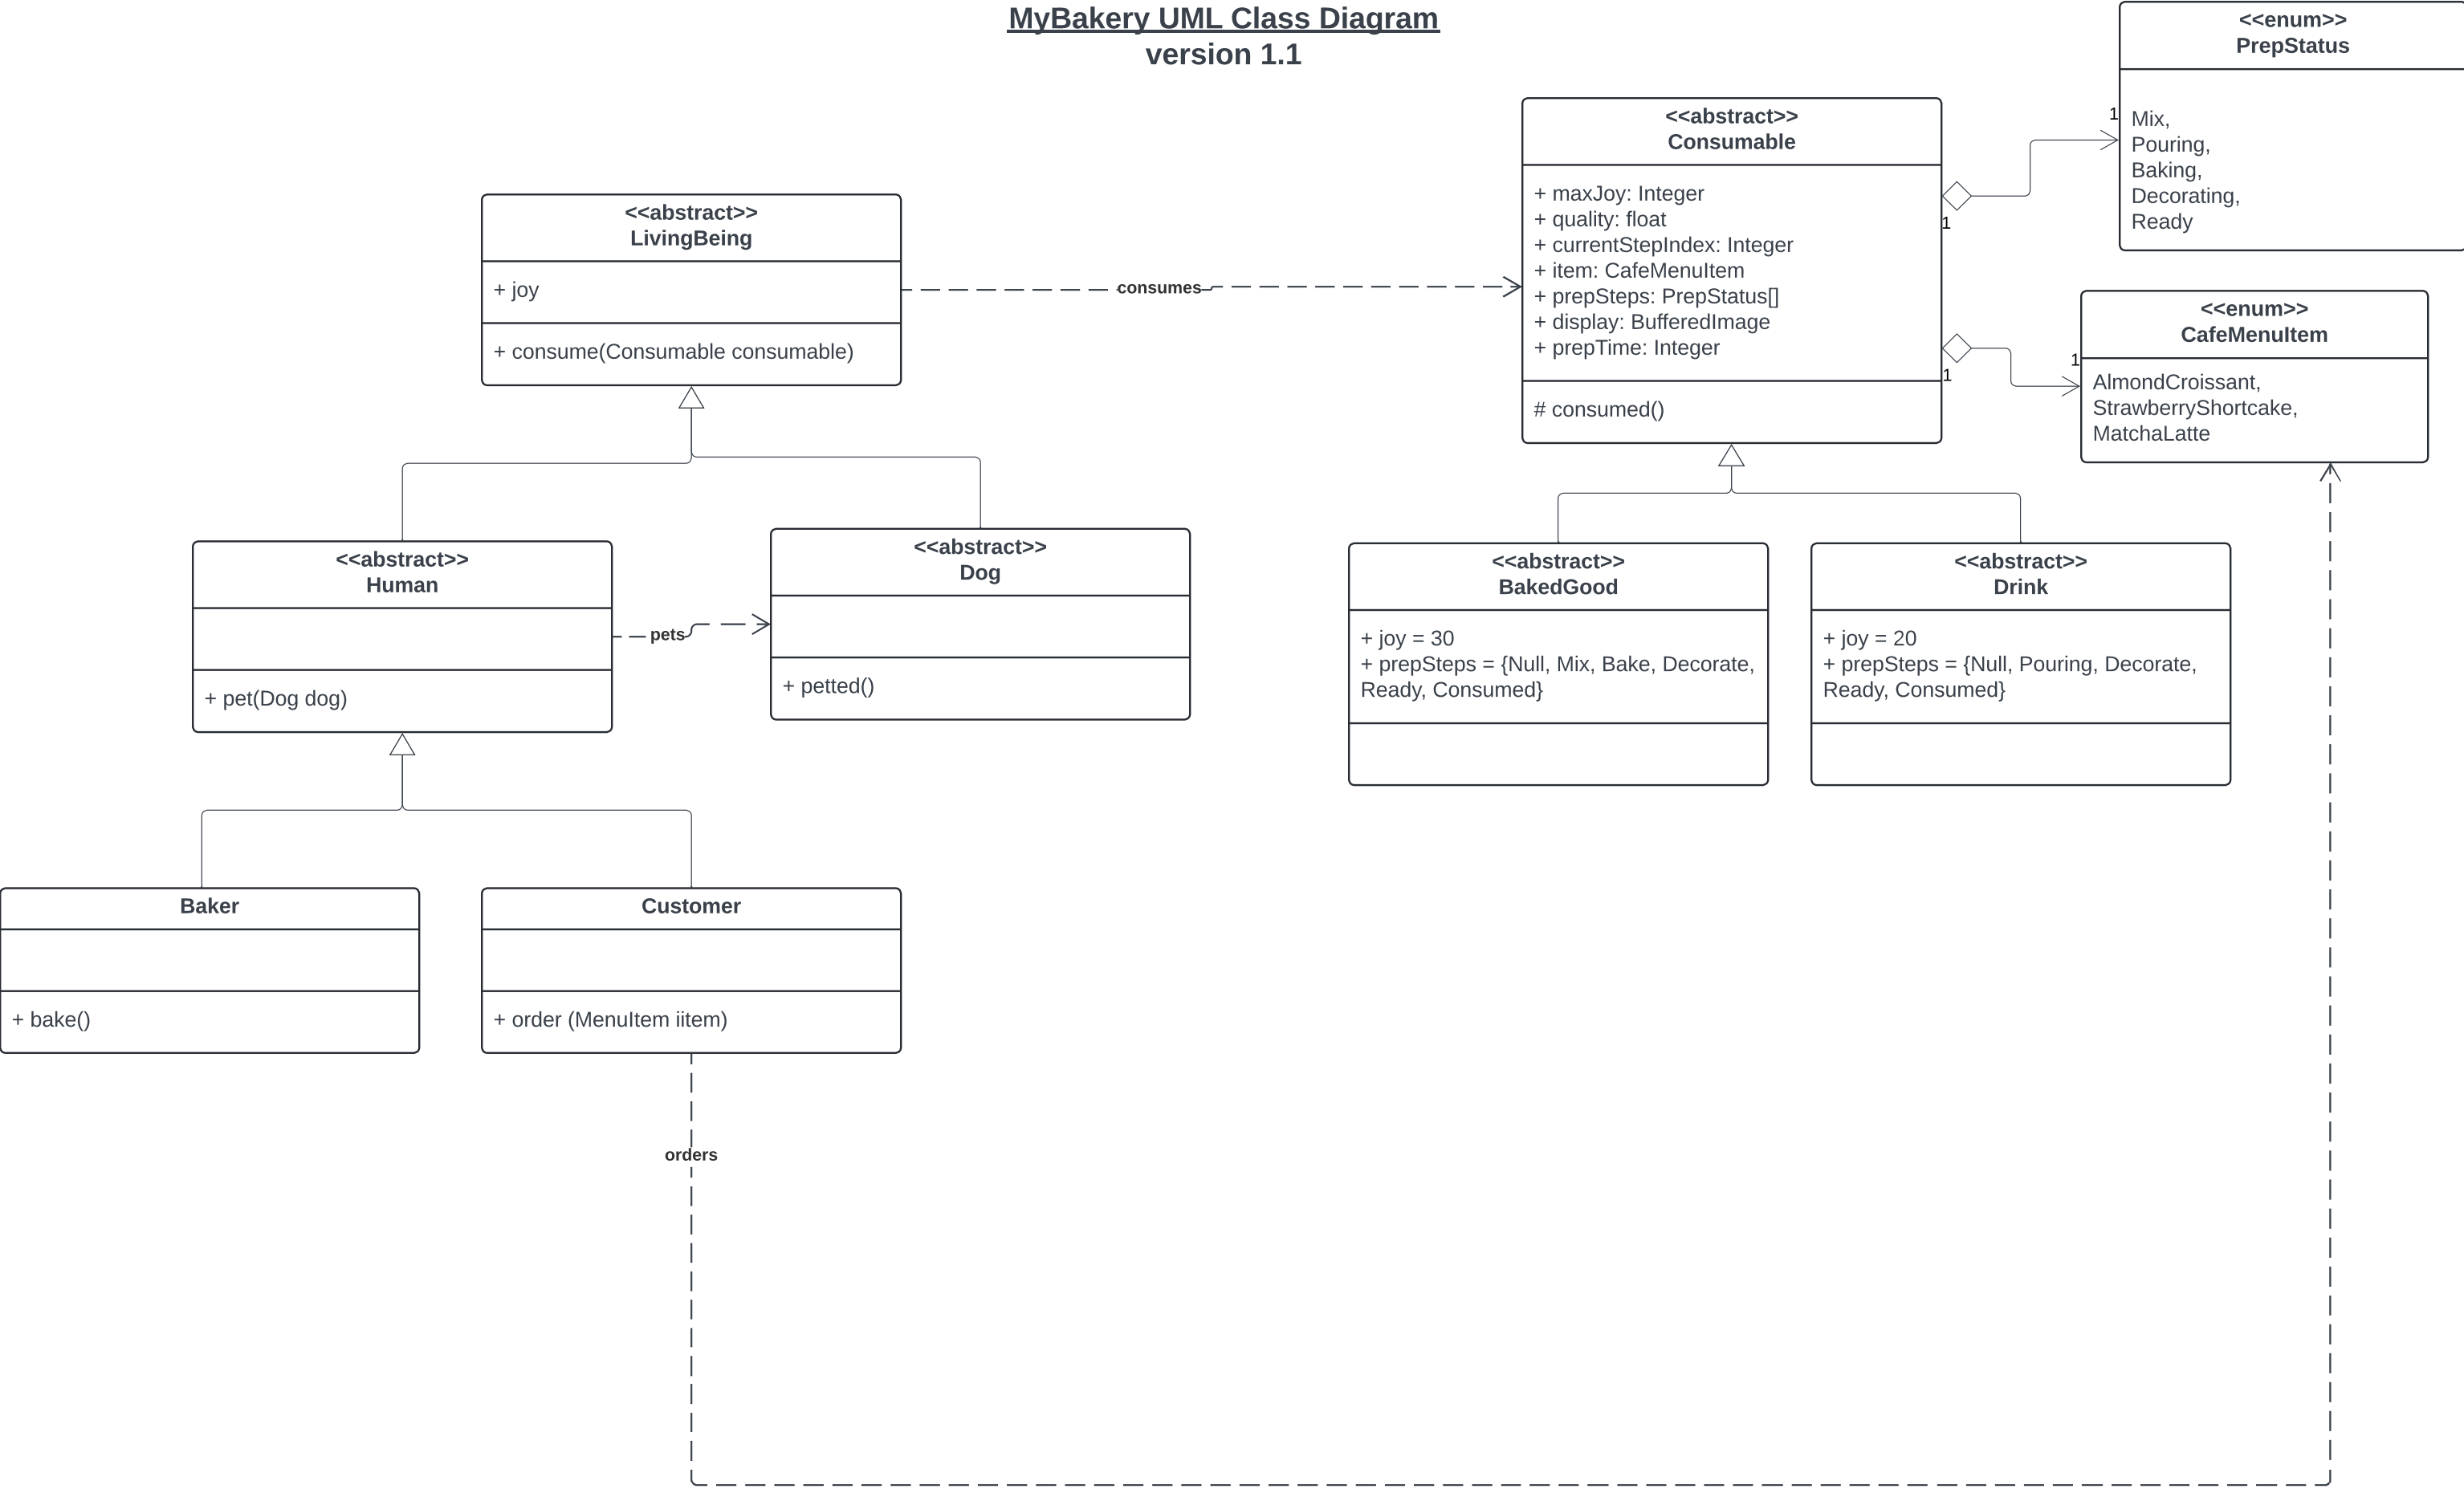 MyBakery UML Class Diagram
version 1.1
<<enum>>
PrepStatus
Mix,
Pouring,
Baking,
Decorating,
Ready
1
1
<<abstract>>
Consumable
+ maxJoy: Integer
+ quality: float
+ currentStepIndex: Integer
+ item: CafeMenuItem
+ prepSteps: PrepStatus[]
+ display: BufferedImage
+ prepTime: Integer
# consumed()
<<abstract>>
LivingBeing
+ joy
+ consume(Consumable consumable)
consumes
<<enum>>
CafeMenuItem
AlmondCroissant,
StrawberryShortcake,
MatchaLatte
1
1
<<abstract>>
Human
+ pet(Dog dog)
pets
<<abstract>>
Dog
+ petted()
<<abstract>>
BakedGood
+ joy = 30
+ prepSteps = {Null, Mix, Bake, Decorate,
Ready, Consumed}
<<abstract>>
Drink
+ joy = 20
+ prepSteps = {Null, Pouring, Decorate,
Ready, Consumed}
Baker
+ bake()
Customer
+ order (MenuItem iitem)
orders